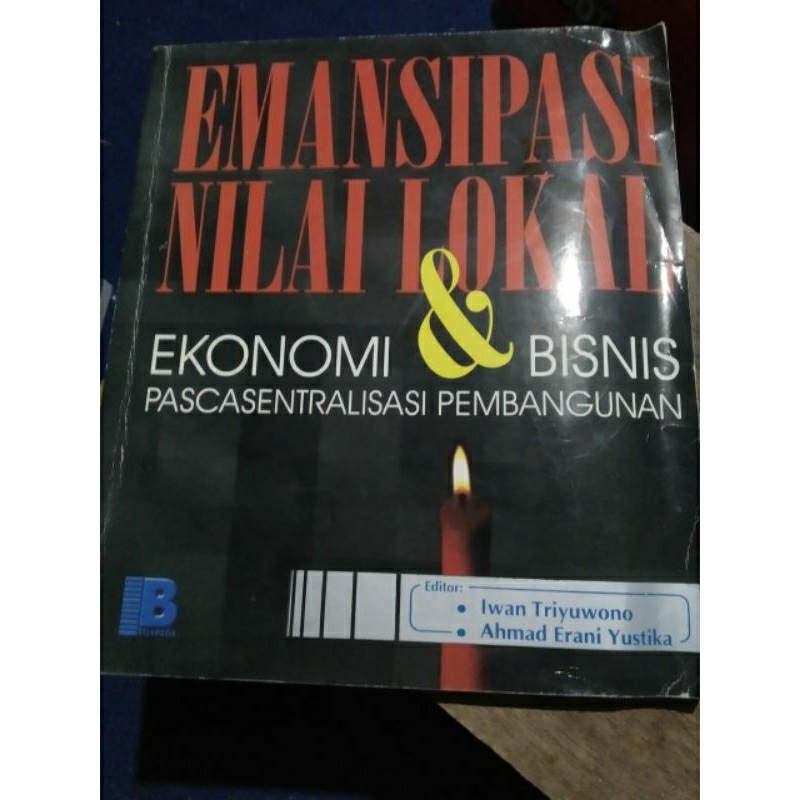 EMANSIPASI
NILAI LOKAL
EKONOMI & BISNIS
PASCASENTRALISASI PEMBANGUNAN
Editor:
• Iwan Triyuwono
• Ahmad Erani Yustika
B